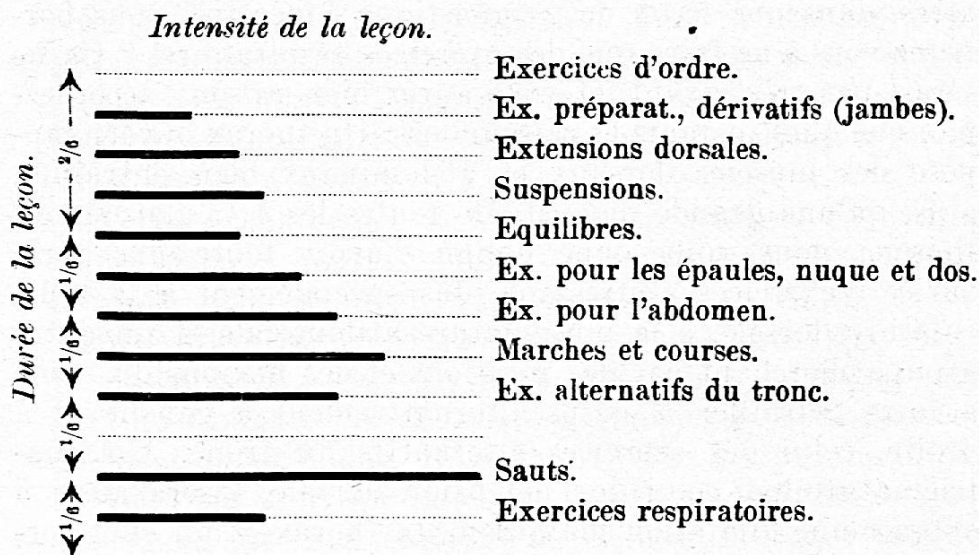 Intensité de la leçon.
Exercices d'ordre.
Ex. préparat., dérivatifs (jambes).
Extensions dorsales.
Suspensions.
Equilibres.
Ex. pour les épaules, nuque et dos.
Ex. pour l'abdomen.
Marches et courses.
Ex. alternatifs du tronc.
Sauts.
Exercices respiratoires.
Durée de la leçon.
2/6
1/6
1/6
1/6
1/6